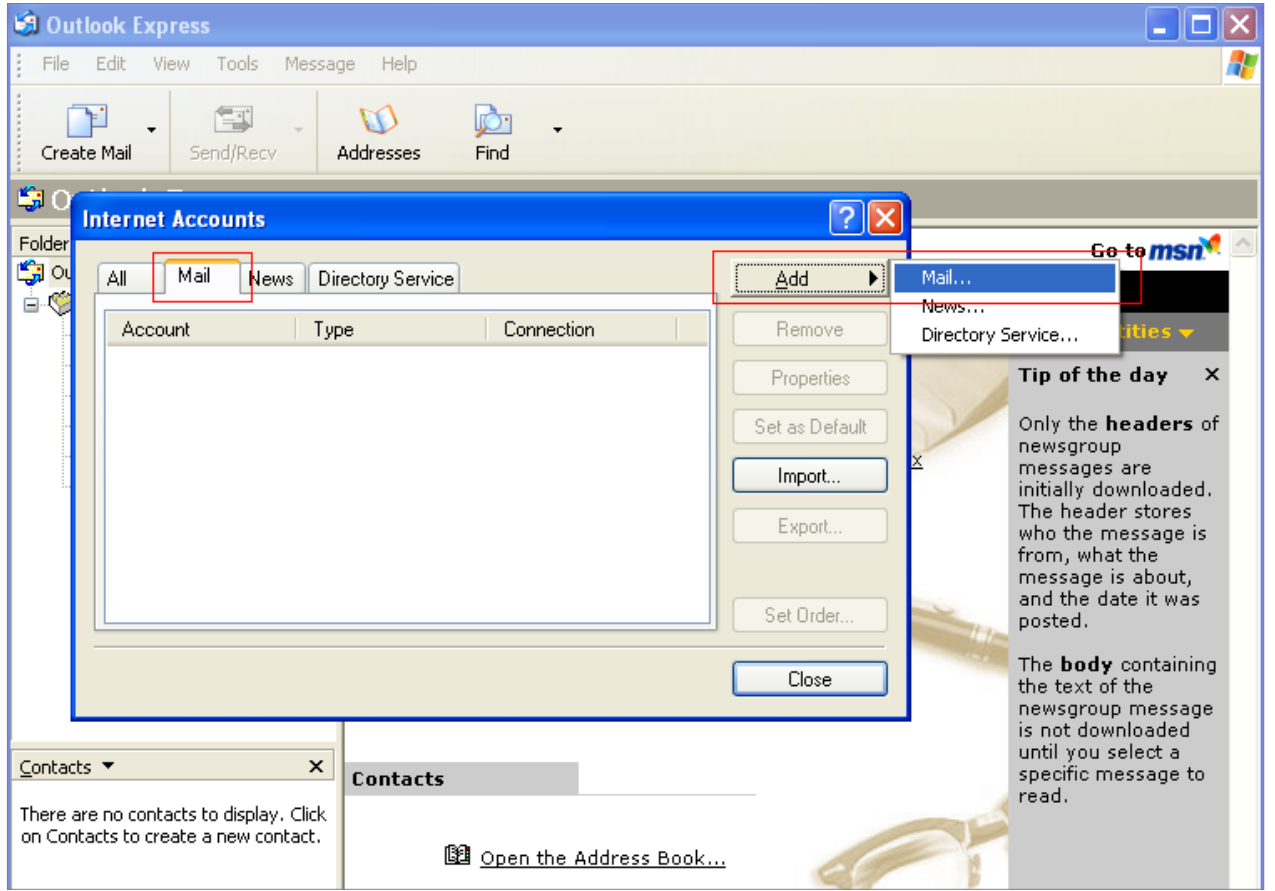 Outlook Express
File Edit View Tools Message Help
Create Mail Send/Recv Addresses Find
Internet Accounts
Folder
Go to msn
All Mail News Directory Service
Add
Mail...
News...
Directory Service...
Account Type Connection
Remove
Properties
Set as Default
Import...
Export...
Set Order...
Close
Tip of the day
Only the headers of
newsgroup
messages are
initially downloaded.
The header stores
who the message is
from, what the
message is about,
and the date it was
posted.
The body containing
the text of the
newsgroup message
is not downloaded
until you select a
specific message to
read.
Contacts
There are no contacts to display. Click
on Contacts to create a new contact.
Contacts
Open the Address Book...